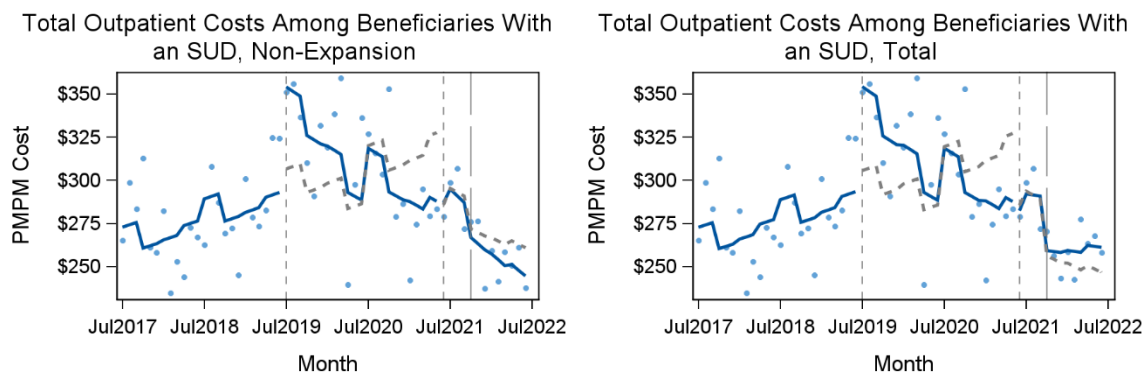 Total Outpatient Costs Among Beneficiaries With
an SUD, Non-Expansion
PMPM Cost
$350
$325
$300
$275
$250
Jul2017 Jul2018 Jul2019 Jul2020 Jul2021 Jul2022
Month
Total Outpatient Costs Among Beneficiaries With
an SUD, Total
PMPM Cost
$350
$325
$300
$275
$250
Jul2017 Jul2018 Jul2019 Jul2020 Jul2021 Jul2022
Month